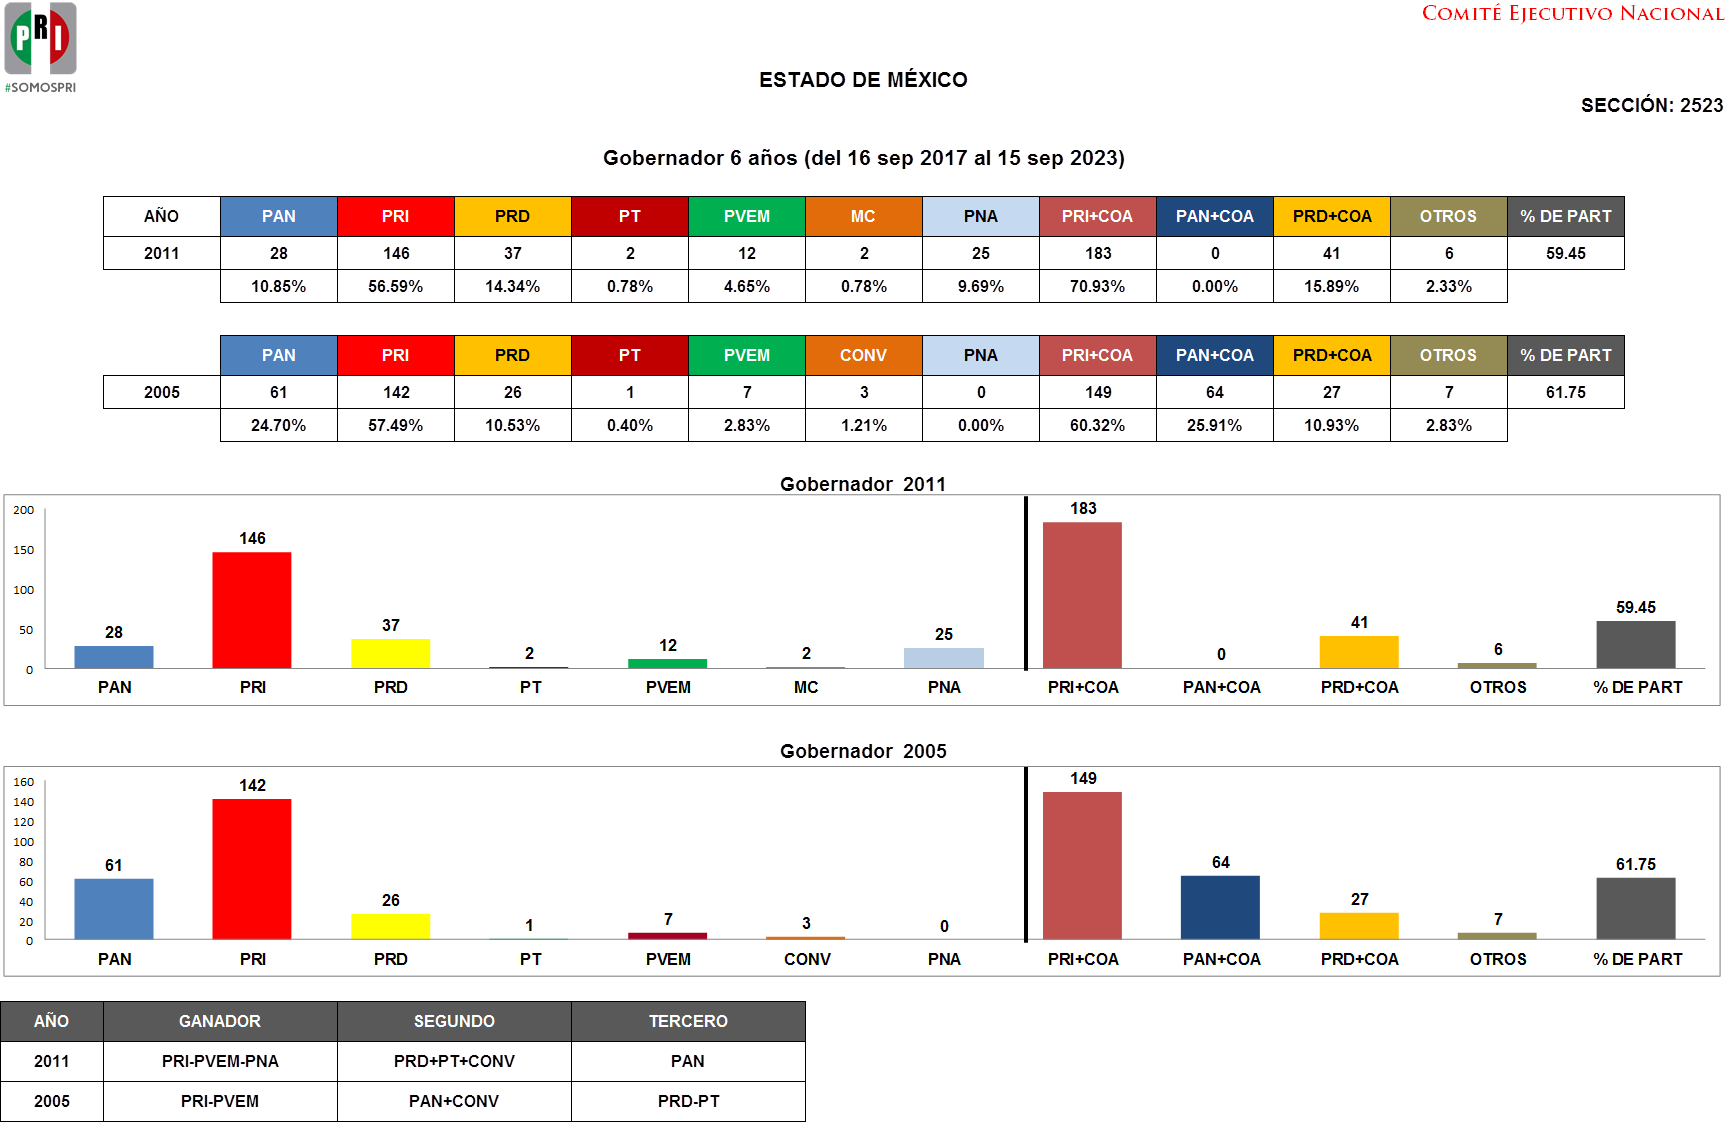 PRI
#SOMOSPRI
COMITÉ EJECUTIVO NACIONAL
ESTADO DE MÉXICO
SECCIÓN: 2523
Gobernador 6 años (del 16 sep 2017 al 15 sep 2023)
AÑO PAN PRI PRD PT PVEM MC PNA PRI+COA PAN+COA PRD+COA OTROS % DE PART
2011 28 146 37 2 12 2 25 183 0 41 6 59.45
10.85% 56.59% 14.34% 0.78% 4.65% 0.78% 9.69% 70.93% 0.00% 15.89% 2.33%
PAN PRI PRD PT PVEM CONV PNA PRI+COA PAN+COA PRD+COA OTROS % DE PART
2005 61 142 26 1 7 3 0 149 64 27 7 61.75
24.70% 57.49% 10.53% 0.40% 2.83% 1.21% 0.00% 60.32% 25.91% 10.93% 2.83%
Gobernador 2011
200
150
100
50
0
28 146 37 2 12 2 25 183 0 41 6 59.45
PAN PRI PRD PT PVEM MC PNA PRI+COA PAN+COA PRD+COA OTROS % DE PART
Gobernador 2005
160
140
120
100
80
60
40
20
0
61 142 26 1 7 3 0 149 64 27 7 61.75
PAN PRI PRD PT PVEM CONV PNA PRI+COA PAN+COA PRD+COA OTROS % DE PART
AÑO GANADOR SEGUNDO TERCERO
2011 PRI-PVEM-PNA PRD+PT+CONV PAN
2005 PRI-PVEM PAN+CONV PRD-PT